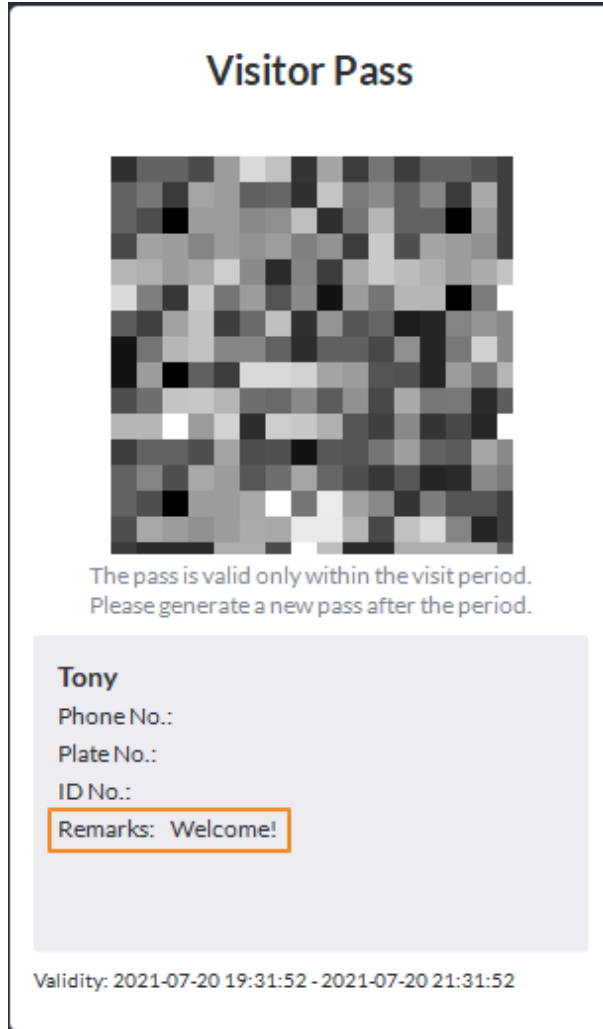 Visitor Pass
The pass is valid only within the visit period.
Please generate a new pass after the period.
Tony
Phone No.:
Plate No.:
ID No.:
Remarks: Welcome!
Validity: 2021-07-20 19:31:52 - 2021-07-20 21:31:52